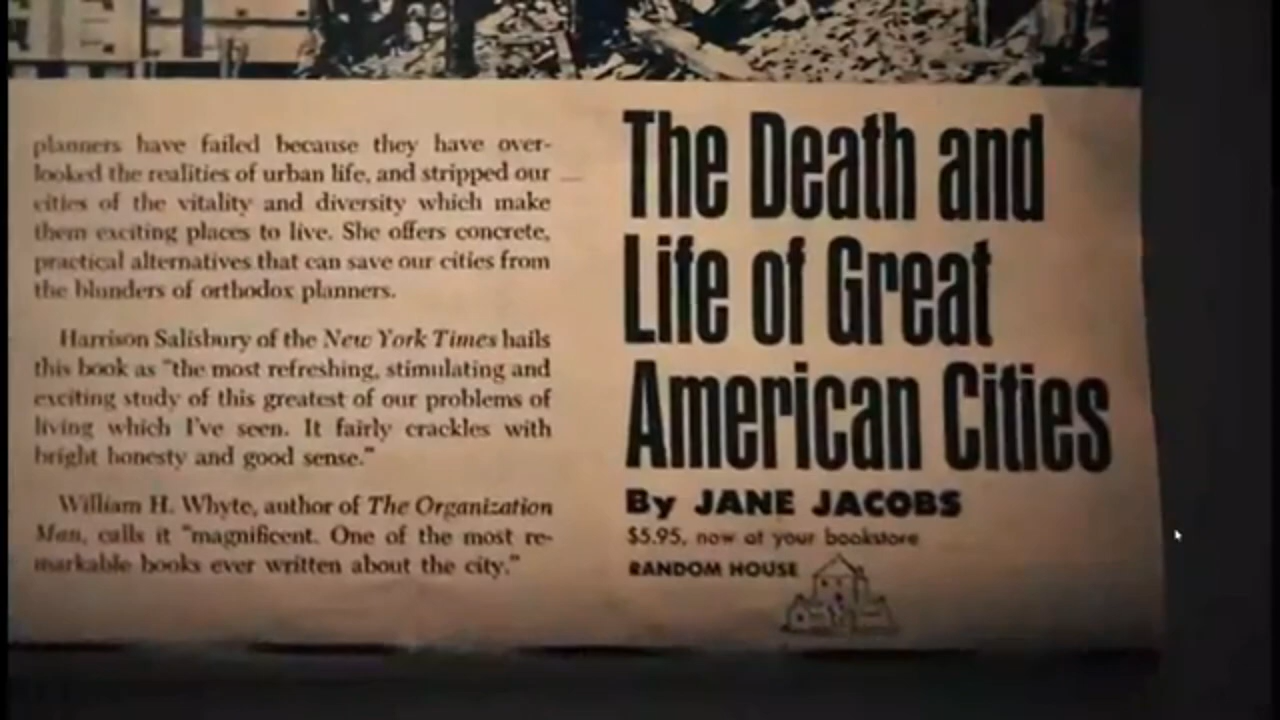 planners have failed because they have over-
looked the realities of urban life, and stripped our
cities of the vitality and diversity which make
them exciting places to live. She offers concrete,
practical alternatives that can save our cities from
the blunders of orthodox planners.
Harrison Salisbury of the New York Times hails
this book as "the most refreshing, stimulating and
exciting study of this greatest of our problems of
living which I've seen. It fairly crackles with
bright honesty and good sense."
William H. Whyte, author of The Organization
Man, calls it "magnificent. One of the most re-
markable books ever written about the city."
The Death and
Life of Great
American Cities
By JANE JACOBS
$5.95, now at your bookstore
RANDOM HOUSE